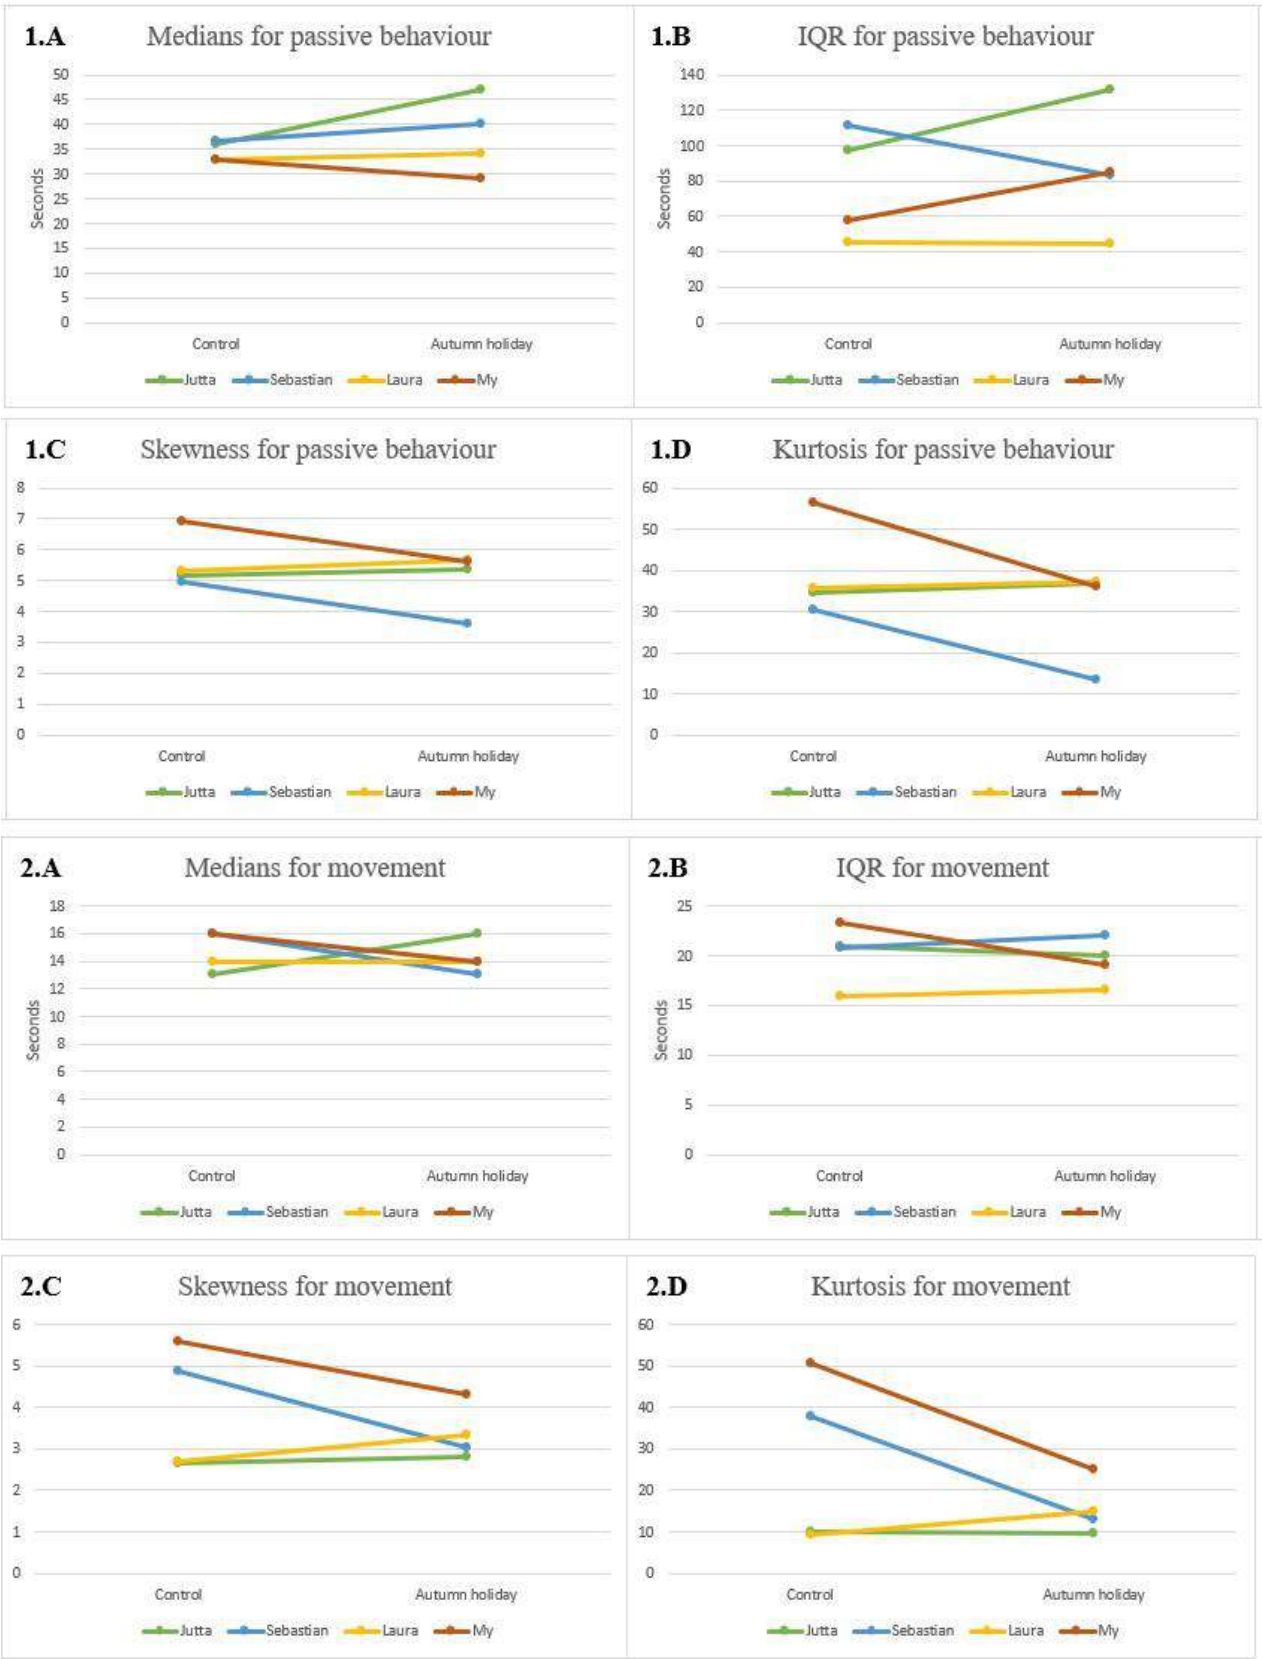 1.A Medians for passive behaviour
50
45
40
35
30
25
20
15
10
5
0
Seconds
Control Autumn holiday
Jutta Sebastian Laura My
1.B IQR for passive behaviour
140
120
100
80
60
40
20
0
Seconds
Control Autumn holiday
Jutta Sebastian Laura My
1.C Skewness for passive behaviour
8
7
6
5
4
3
2
1
0
Control Autumn holiday
Jutta Sebastian Laura My
1.D Kurtosis for passive behaviour
60
50
40
30
20
10
0
Control Autumn holiday
Jutta Sebastian Laura My
2.A Medians for movement
18
16
14
12
10
8
6
4
2
0
Seconds
Control Autumn holiday
Jutta Sebastian Laura My
2.B IQR for movement
25
20
15
10
5
0
Seconds
Control Autumn holiday
Jutta Sebastian Laura My
2.C Skewness for movement
6
5
4
3
2
1
0
Control Autumn holiday
Jutta Sebastian Laura My
2.D Kurtosis for movement
60
50
40
30
20
10
0
Control Autumn holiday
Jutta Sebastian Laura My